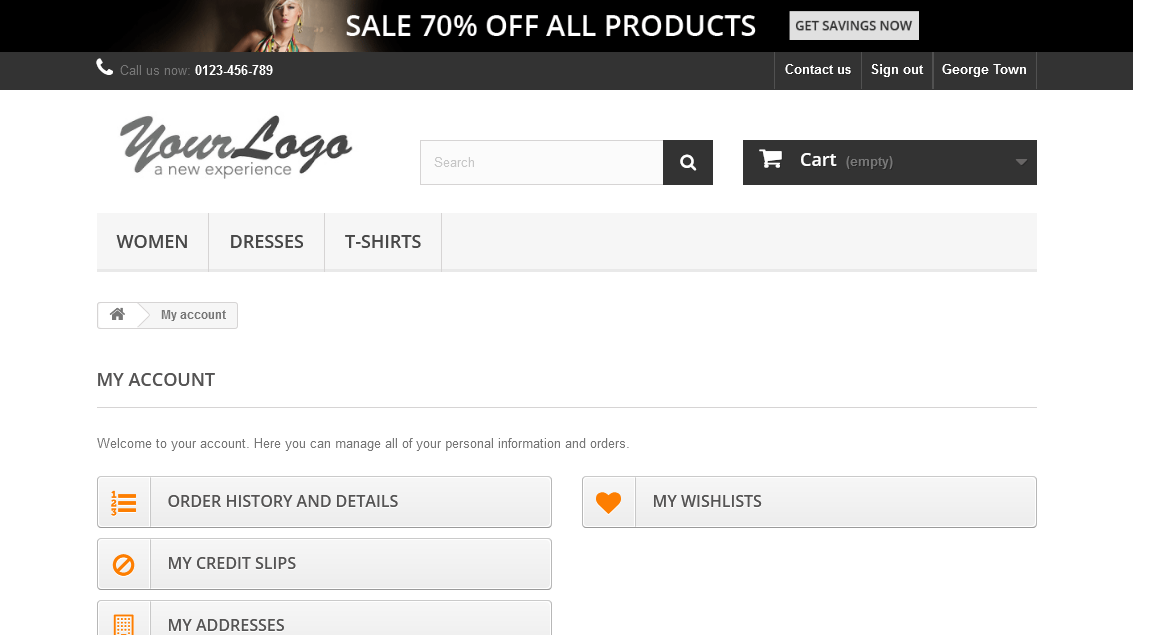 SALE 70% OFF ALL PRODUCTS GET SAVINGS NOW
Call us now: 0123-456-789 Contact us Sign out George Town
YourLogo
a new experience
Search
Cart (empty)
WOMEN DRESSES T-SHIRTS
My account
MY ACCOUNT
Welcome to your account. Here you can manage all of your personal information and orders.
ORDER HISTORY AND DETAILS
MY WISHLISTS
MY CREDIT SLIPS
MY ADDRESSES